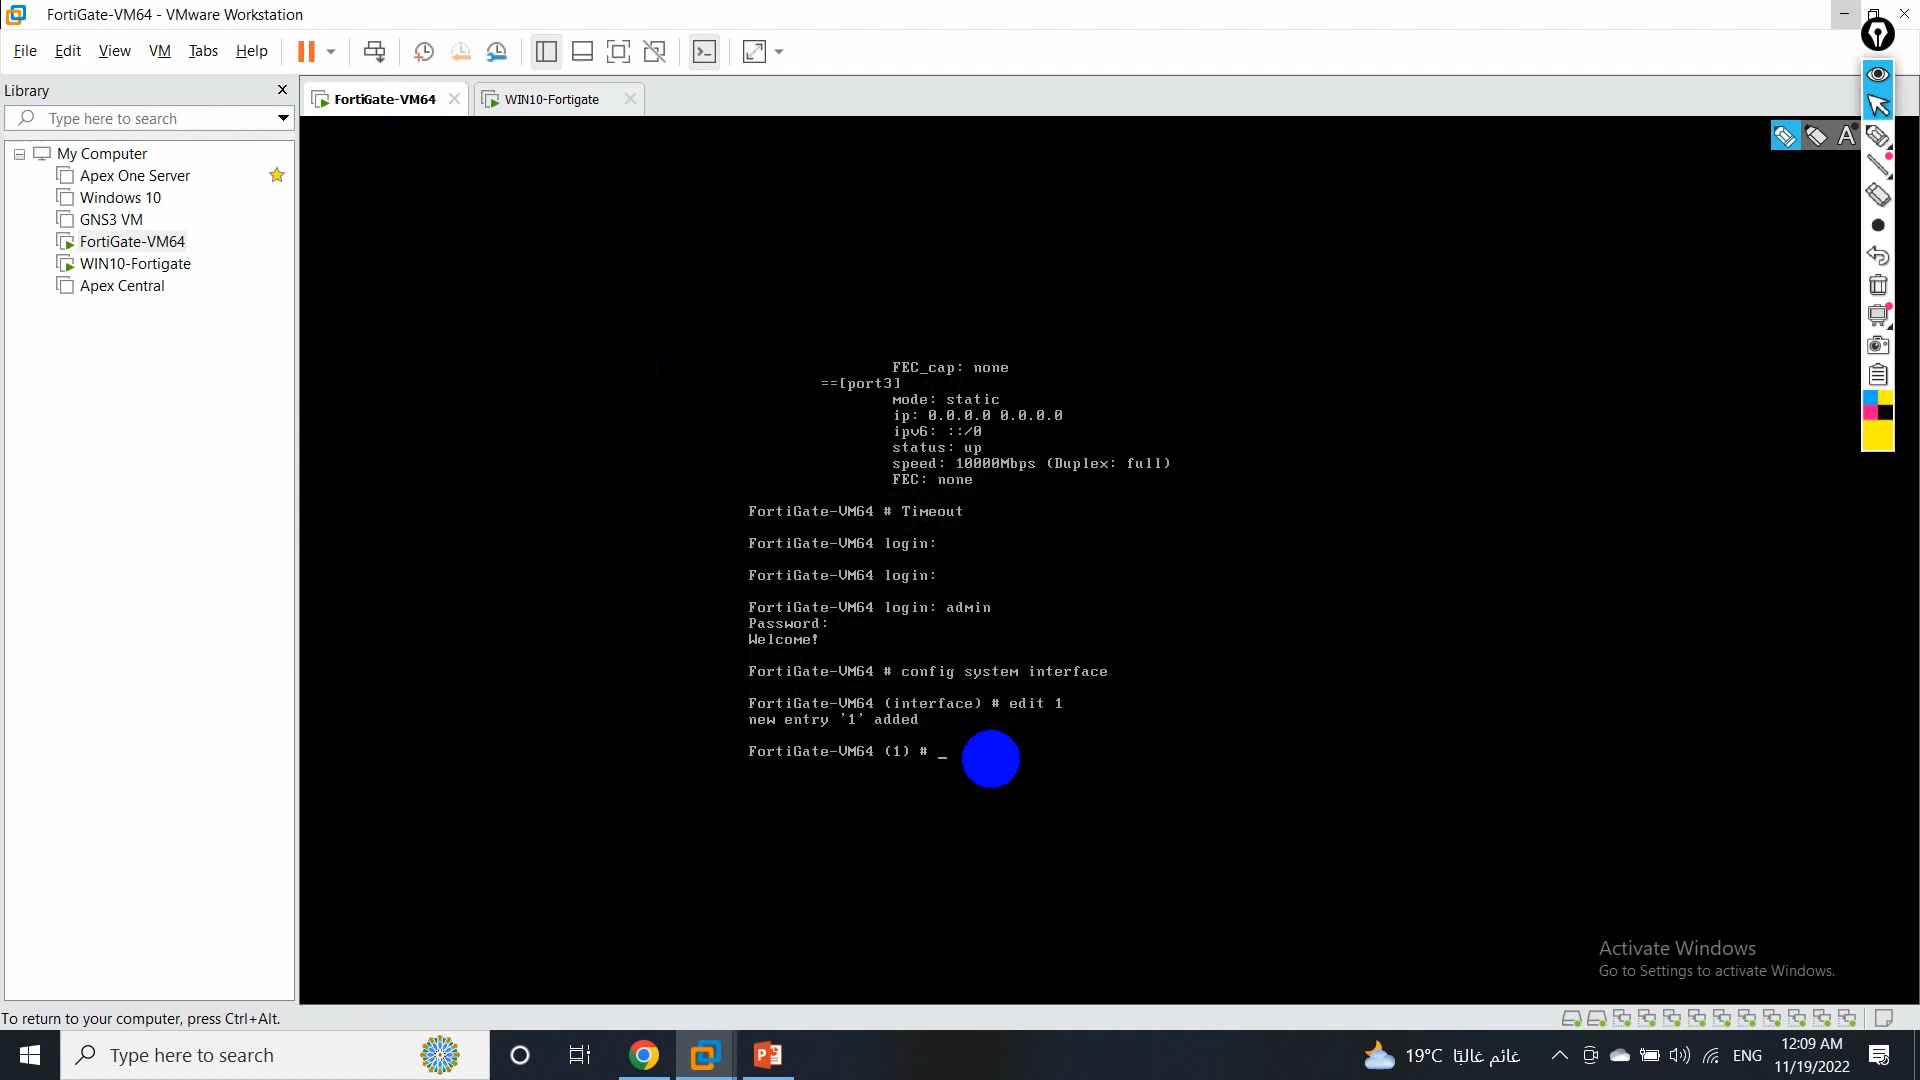 FortiGate-VM64 - VMware Workstation
File Edit View VM Tabs Help
Library
FortiGate-VM64
WIN10-Fortigate
Type here to search
My Computer
Apex One Server
Windows 10
GNS3 VM
FortiGate-VM64
WIN10-Fortigate
Apex Central
A
FEC_cap: none
==[port3]
mode: static
ip: 0.0.0.0 0.0.0.0
ipv6: ::/0
status: up
speed: 10000Mbps (Duplex: full)
FEC: none
FortiGate-VM64 # Timeout
FortiGate-VM64 login:
FortiGate-VM64 login:
FortiGate-VM64 login: admin
Password:
Welcome!
FortiGate-VM64 # config system interface
FortiGate-VM64 (interface) # edit 1
new entry '1' added
FortiGate-VM64 (1) # _
Activate Windows
Go to Settings to activate Windows.
To return to your computer, press Ctrl+Alt.
Type here to search
19°C غائم غالبًا
ENG
12:09 AM
11/19/2022